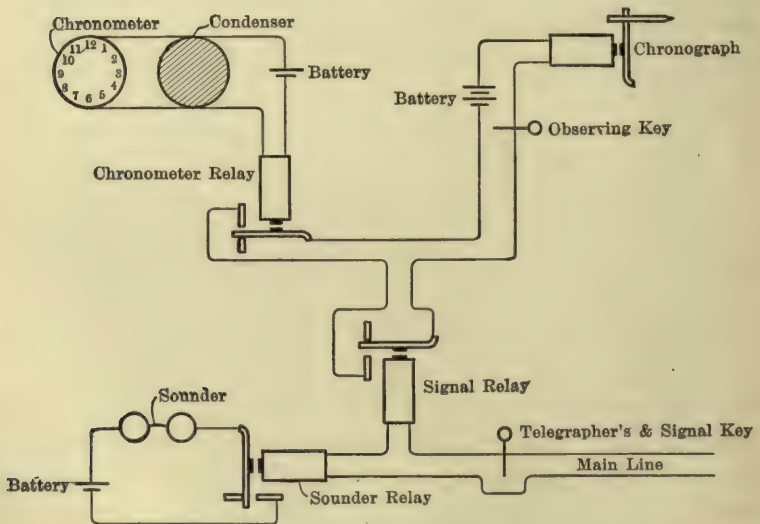 Chronometer
Condenser
12
11
1
10
2
9
3
8
4
7
5
6
Battery
Chronograph
Battery
Observing Key
Chronometer Relay
Signal Relay
Sounder
Telegrapher's & Signal Key
Main Line
Battery
Sounder Relay